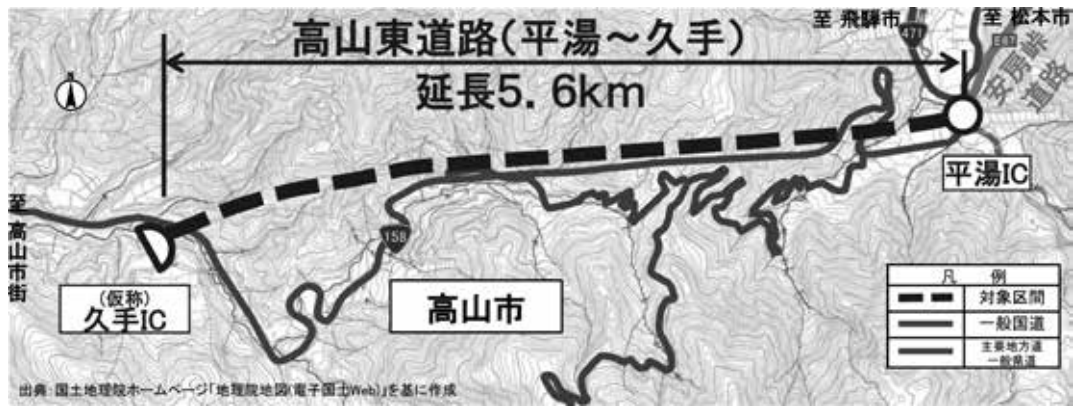 高山東道路(平湯～久手)
延長5.6km
至 飛騨市
至 松本市
471
E67
安房峠
道路
N
平湯IC
158
至 高山市街
(仮称)
久手IC
高山市
凡 例
対象区間
一般国道
主要地方道
一般県道
出典:国土地理院ホームページ「地理院地図(電子国土Web)」を基に作成